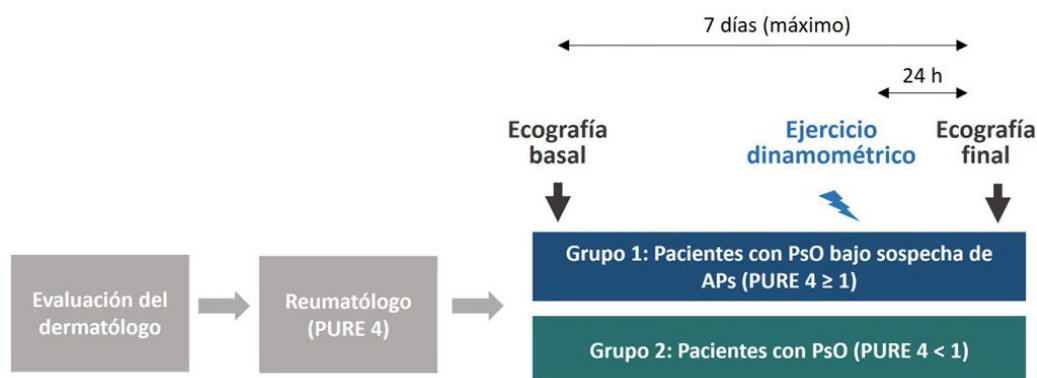 7 días (máximo)
24 h
Ecografía
basal
Ejercicio
dinamométrico
Ecografía
final
Evaluación del
dermatólogo
Reumatólogo
(PURE 4)
Grupo 1: Pacientes con PsO bajo sospecha de
APs (PURE 4 ≥ 1)
Grupo 2: Pacientes con PsO (PURE 4 < 1)